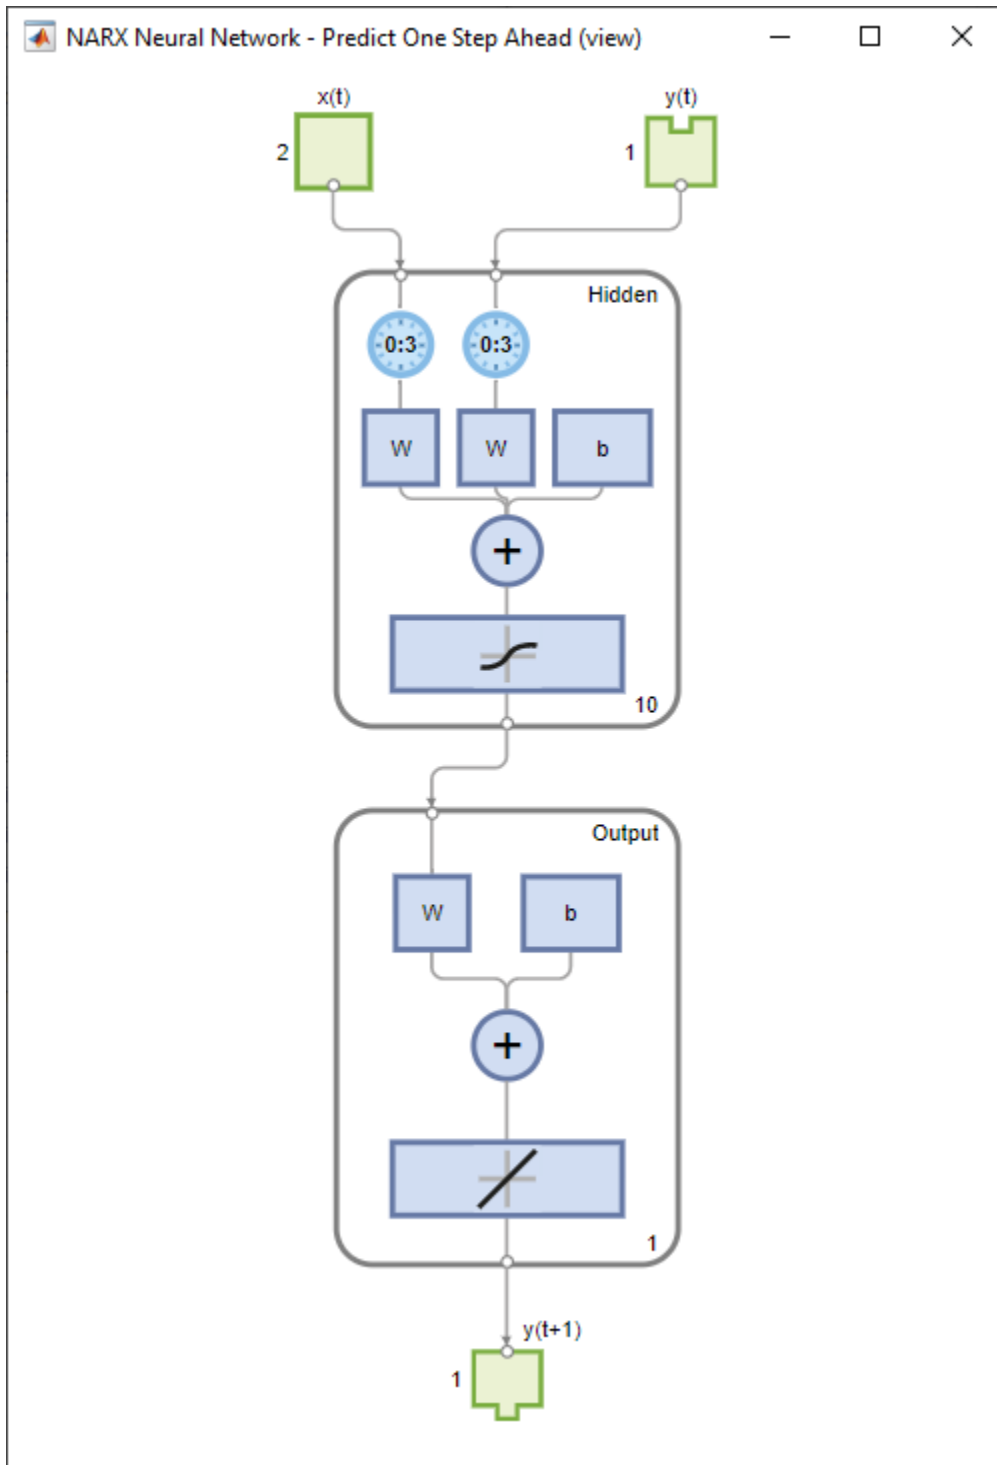 NARX Neural Network - Predict One Step Ahead (view)
x(t)
y(t)
2
1
Hidden
0:3
0:3
W
W
b
+
10
Output
W
b
+
1
y(t+1)
1